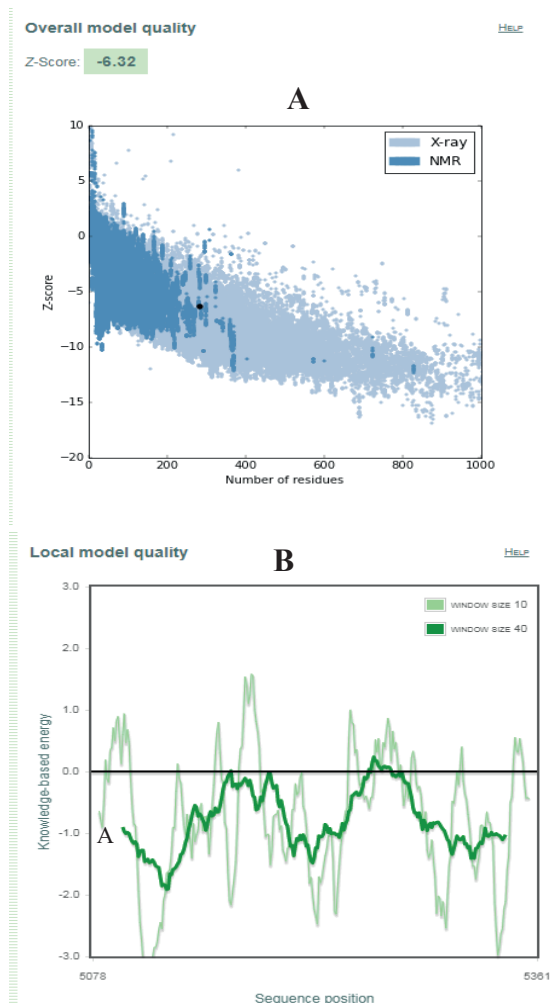 Overall model quality HELP
Z-Score: -6.32
A
10
5
0
−5
−10
−15
−20
Z-score
X-ray
NMR
0 200 400 600 800 1000
Number of residues
Local model quality B HELP
3.0
2.0
1.0
0.0
-1.0
-2.0
-3.0
Knowledge-based energy
WINDOW SIZE 10
WINDOW SIZE 40
A
5078 5361
Sequence position